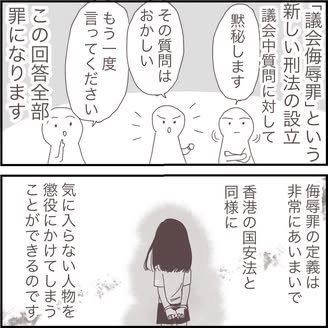 「議会侮辱罪」という
新しい刑法の設立
議会中質問に対して
黙秘します
その質問は
おかしい
もう一度
言ってください
この回答全部
罪になります
侮辱罪の定義は
非常にあいまいで
香港の国安法と
同様に
気に入らない人物を
懲役にかけてしまう
ことができるのです